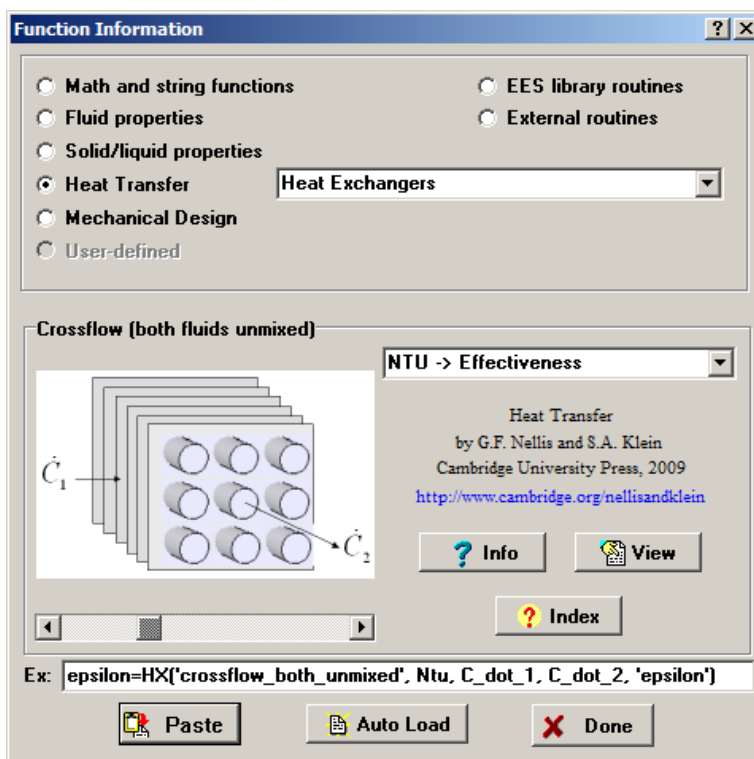 Function Information
Math and string functions
EES library routines
Fluid properties
External routines
Solid/liquid properties
Heat Transfer
Heat Exchangers
Mechanical Design
User-defined
Crossflow (both fluids unmixed)
NTU -> Effectiveness
Heat Transfer
by G.F. Nellis and S.A. Klein
Cambridge University Press, 2009
http://www.cambridge.org/nellisandklein
Ċ₁
Ċ₂
? Info
View
? Index
Ex: epsilon=HX('crossflow_both_unmixed', Ntu, C_dot_1, C_dot_2, 'epsilon')
Paste
Auto Load
Done